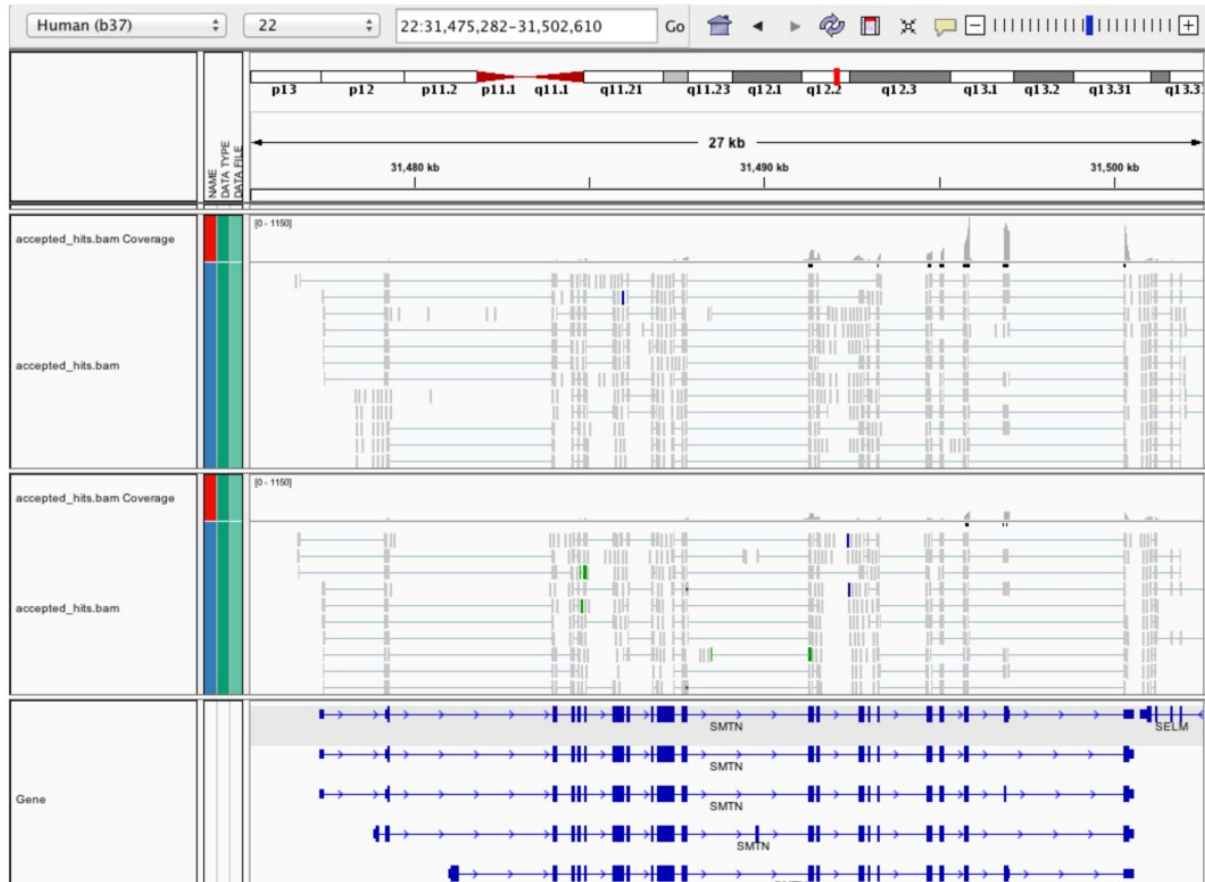 Human (b37) 22 22:31,475,282-31,502,610 Go
p13 p12 p11.2 p11.1 q11.1 q11.21 q11.23 q12.1 q12.2 q12.3 q13.1 q13.2 q13.31
27 kb
31,480 kb 31,490 kb 31,500 kb
NAME
DATA TYPE
DATA FILE
[0 - 1150]
accepted_hits.bam Coverage
accepted_hits.bam
[0 - 1150]
accepted_hits.bam Coverage
accepted_hits.bam
SMTN SELM
SMTN
Gene
SMTN
SMTN